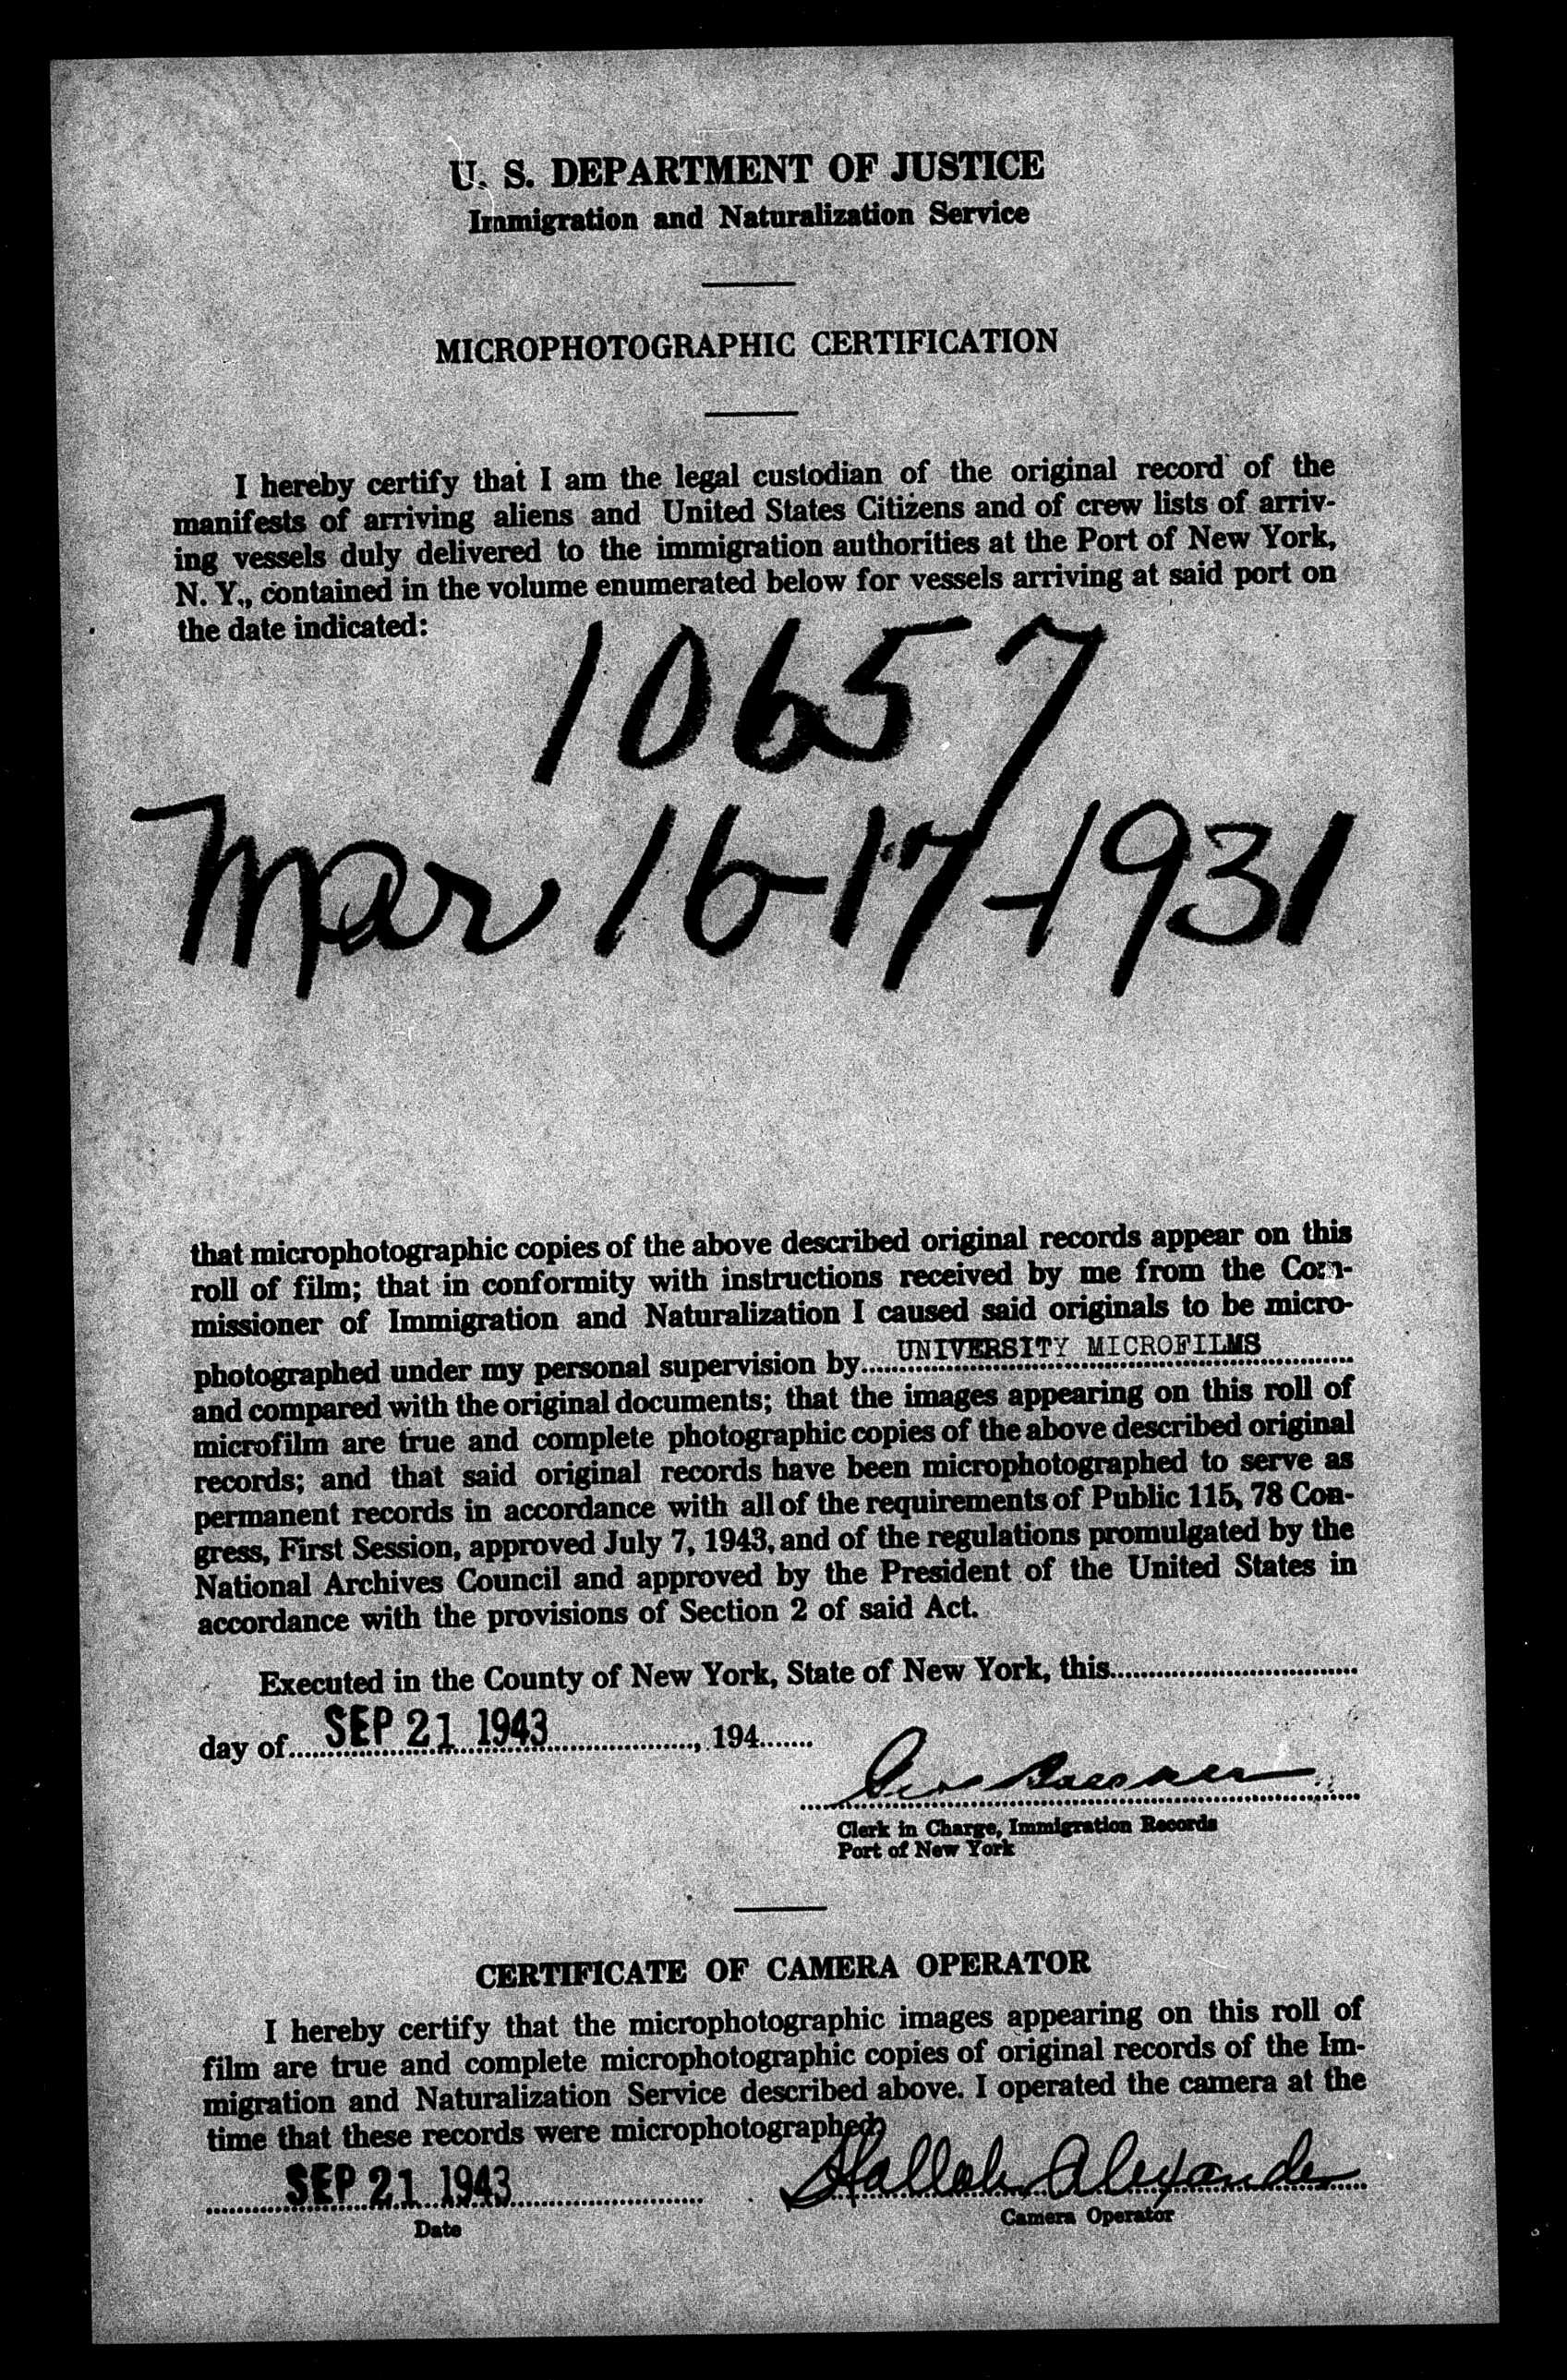 U. S. DEPARTMENT OF JUSTICE
Immigration and Naturalization Service
MICROPHOTOGRAPHIC CERTIFICATION
I hereby certify that I am the legal custodian of the original record of the
manifests of arriving aliens and United States Citizens and of crew lists of arriv-
ing vessels duly delivered to the immigration authorities at the Port of New York,
N. Y., contained in the volume enumerated below for vessels arriving at said port on
the date indicated:
10657
Mar 16-17-1931
that microphotographic copies of the above described original records appear on this
roll of film; that in conformity with instructions received by me from the Com-
missioner of Immigration and Naturalization I caused said originals to be micro-
photographed under my personal supervision by UNIVERSITY MICROFILMS
and compared with the original documents; that the images appearing on this roll of
microfilm are true and complete photographic copies of the above described original
records; and that said original records have been microphotographed to serve as
permanent records in accordance with all of the requirements of Public 115, 78 Con-
gress, First Session, approved July 7, 1943, and of the regulations promulgated by the
National Archives Council and approved by the President of the United States in
accordance with the provisions of Section 2 of said Act.
Executed in the County of New York, State of New York, this
day of SEP 21 1943, 194
Geo
Clerk in Charge, Immigration Records
Port of New York
CERTIFICATE OF CAMERA OPERATOR
I hereby certify that the microphotographic images appearing on this roll of
film are true and complete microphotographic copies of original records of the Im-
migration and Naturalization Service described above. I operated the camera at the
time that these records were microphotographed
SEP 21 1943 Alexander
Date Camera Operator